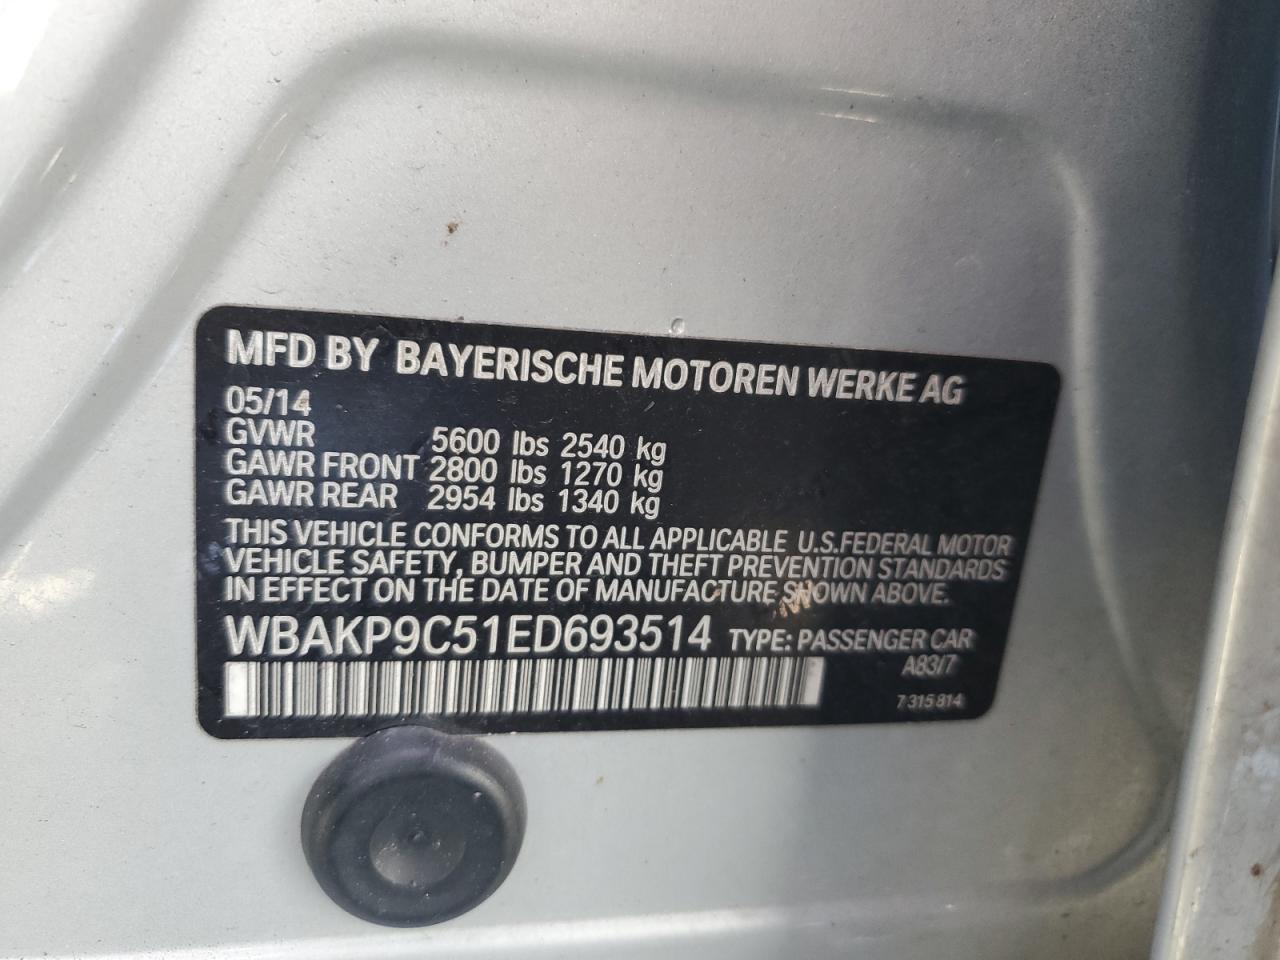 MFD BY BAYERISCHE MOTOREN WERKE AG
05/14
GVWR 5600 lbs 2540 kg
GAWR FRONT 2800 lbs 1270 kg
GAWR REAR 2954 lbs 1340 kg
THIS VEHICLE CONFORMS TO ALL APPLICABLE U.S.FEDERAL MOTOR
VEHICLE SAFETY, BUMPER AND THEFT PREVENTION STANDARDS
IN EFFECT ON THE DATE OF MANUFACTURE SHOWN ABOVE.
WBAKP9C51ED693514 TYPE: PASSENGER CAR
A83/7
7 315 814